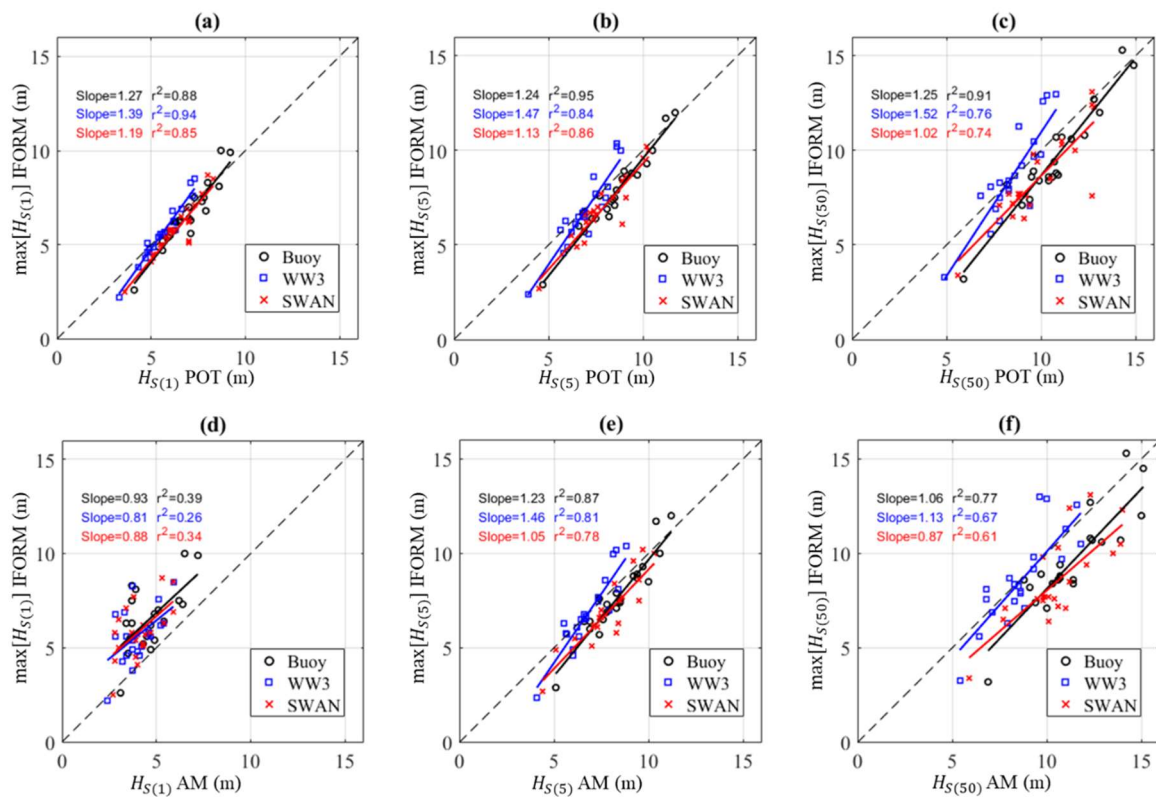 (a)
max[H_S(1)] IFORM (m)
15
10
5
0
Slope=1.27 r²=0.88
Slope=1.39 r²=0.94
Slope=1.19 r²=0.85
Buoy
WW3
SWAN
0 5 10 15
H_S(1) POT (m)
(b)
max[H_S(5)] IFORM (m)
15
10
5
0
Slope=1.24 r²=0.95
Slope=1.47 r²=0.84
Slope=1.13 r²=0.86
Buoy
WW3
SWAN
0 5 10 15
H_S(5) POT (m)
(c)
max[H_S(50)] IFORM (m)
15
10
5
0
Slope=1.25 r²=0.91
Slope=1.52 r²=0.76
Slope=1.02 r²=0.74
Buoy
WW3
SWAN
0 5 10 15
H_S(50) POT (m)
(d)
max[H_S(1)] IFORM (m)
15
10
5
0
Slope=0.93 r²=0.39
Slope=0.81 r²=0.26
Slope=0.88 r²=0.34
Buoy
WW3
SWAN
0 5 10 15
H_S(1) AM (m)
(e)
max[H_S(5)] IFORM (m)
15
10
5
0
Slope=1.23 r²=0.87
Slope=1.46 r²=0.81
Slope=1.05 r²=0.78
Buoy
WW3
SWAN
0 5 10 15
H_S(5) AM (m)
(f)
max[H_S(50)] IFORM (m)
15
10
5
0
Slope=1.06 r²=0.77
Slope=1.13 r²=0.67
Slope=0.87 r²=0.61
Buoy
WW3
SWAN
0 5 10 15
H_S(50) AM (m)